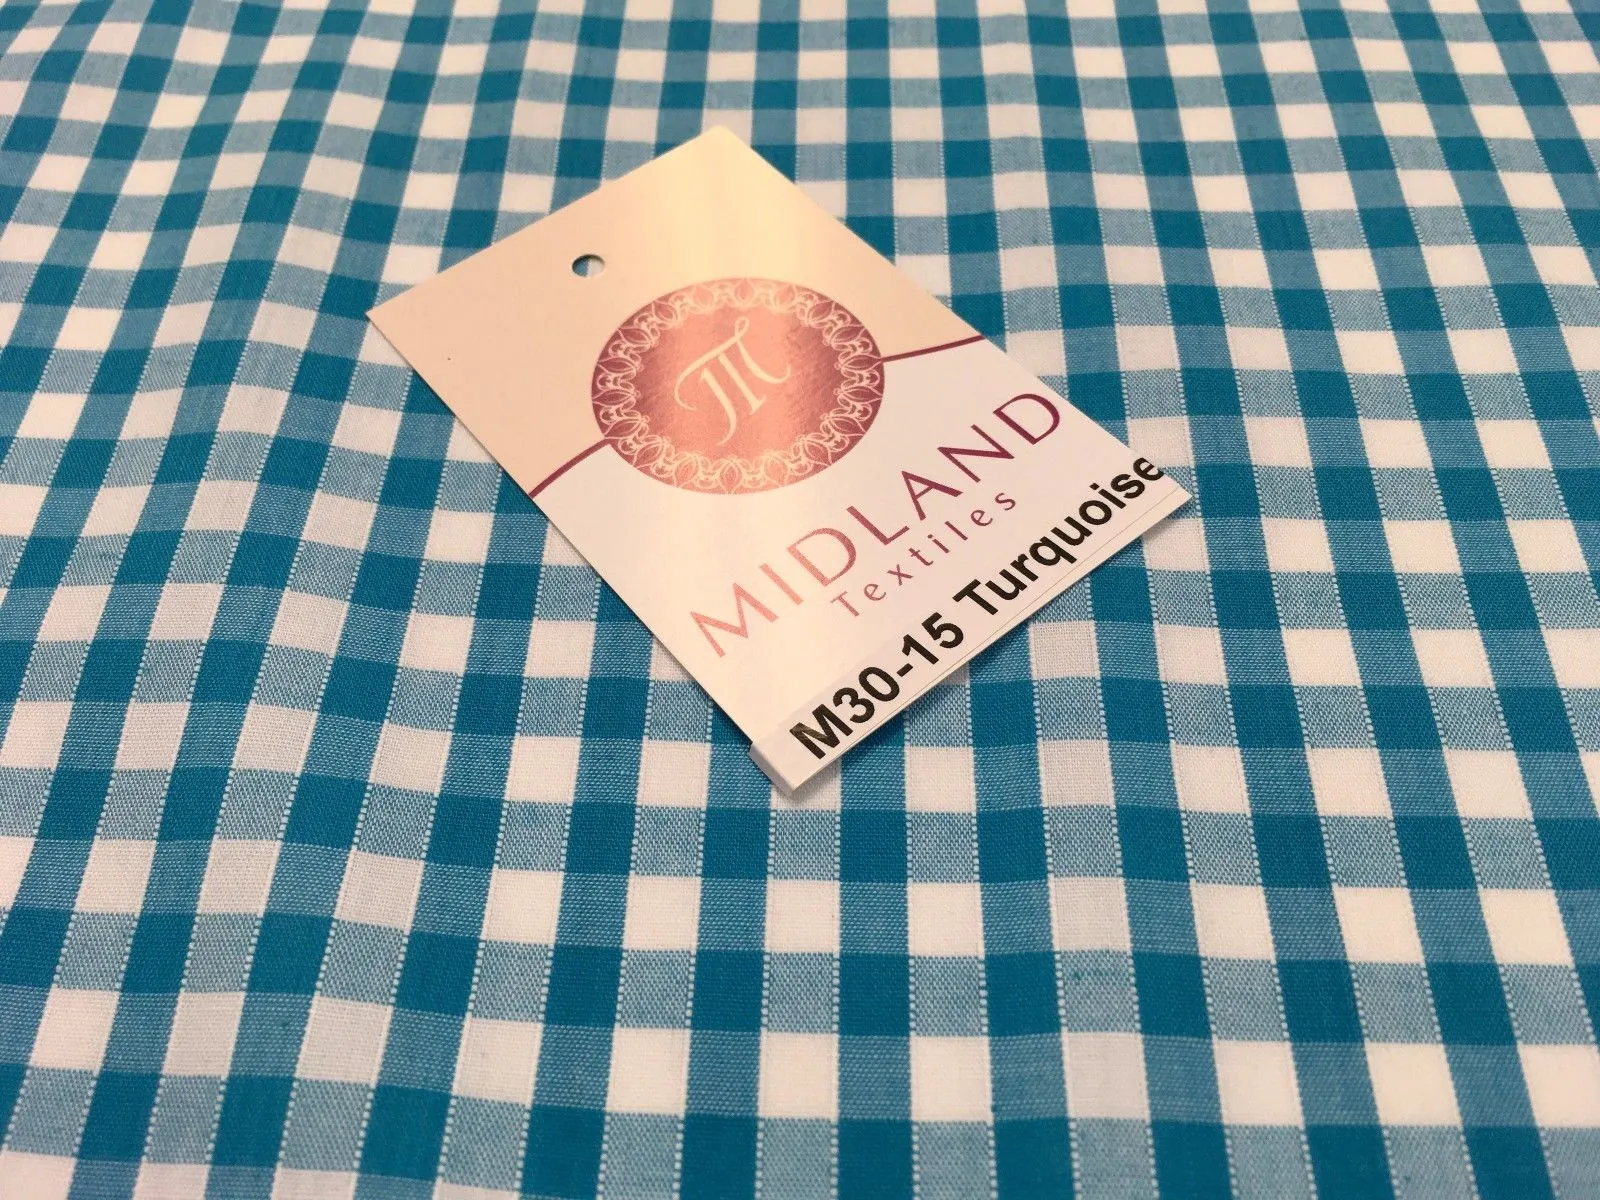 MIDLAND
Textiles
M30-15 Turquoise